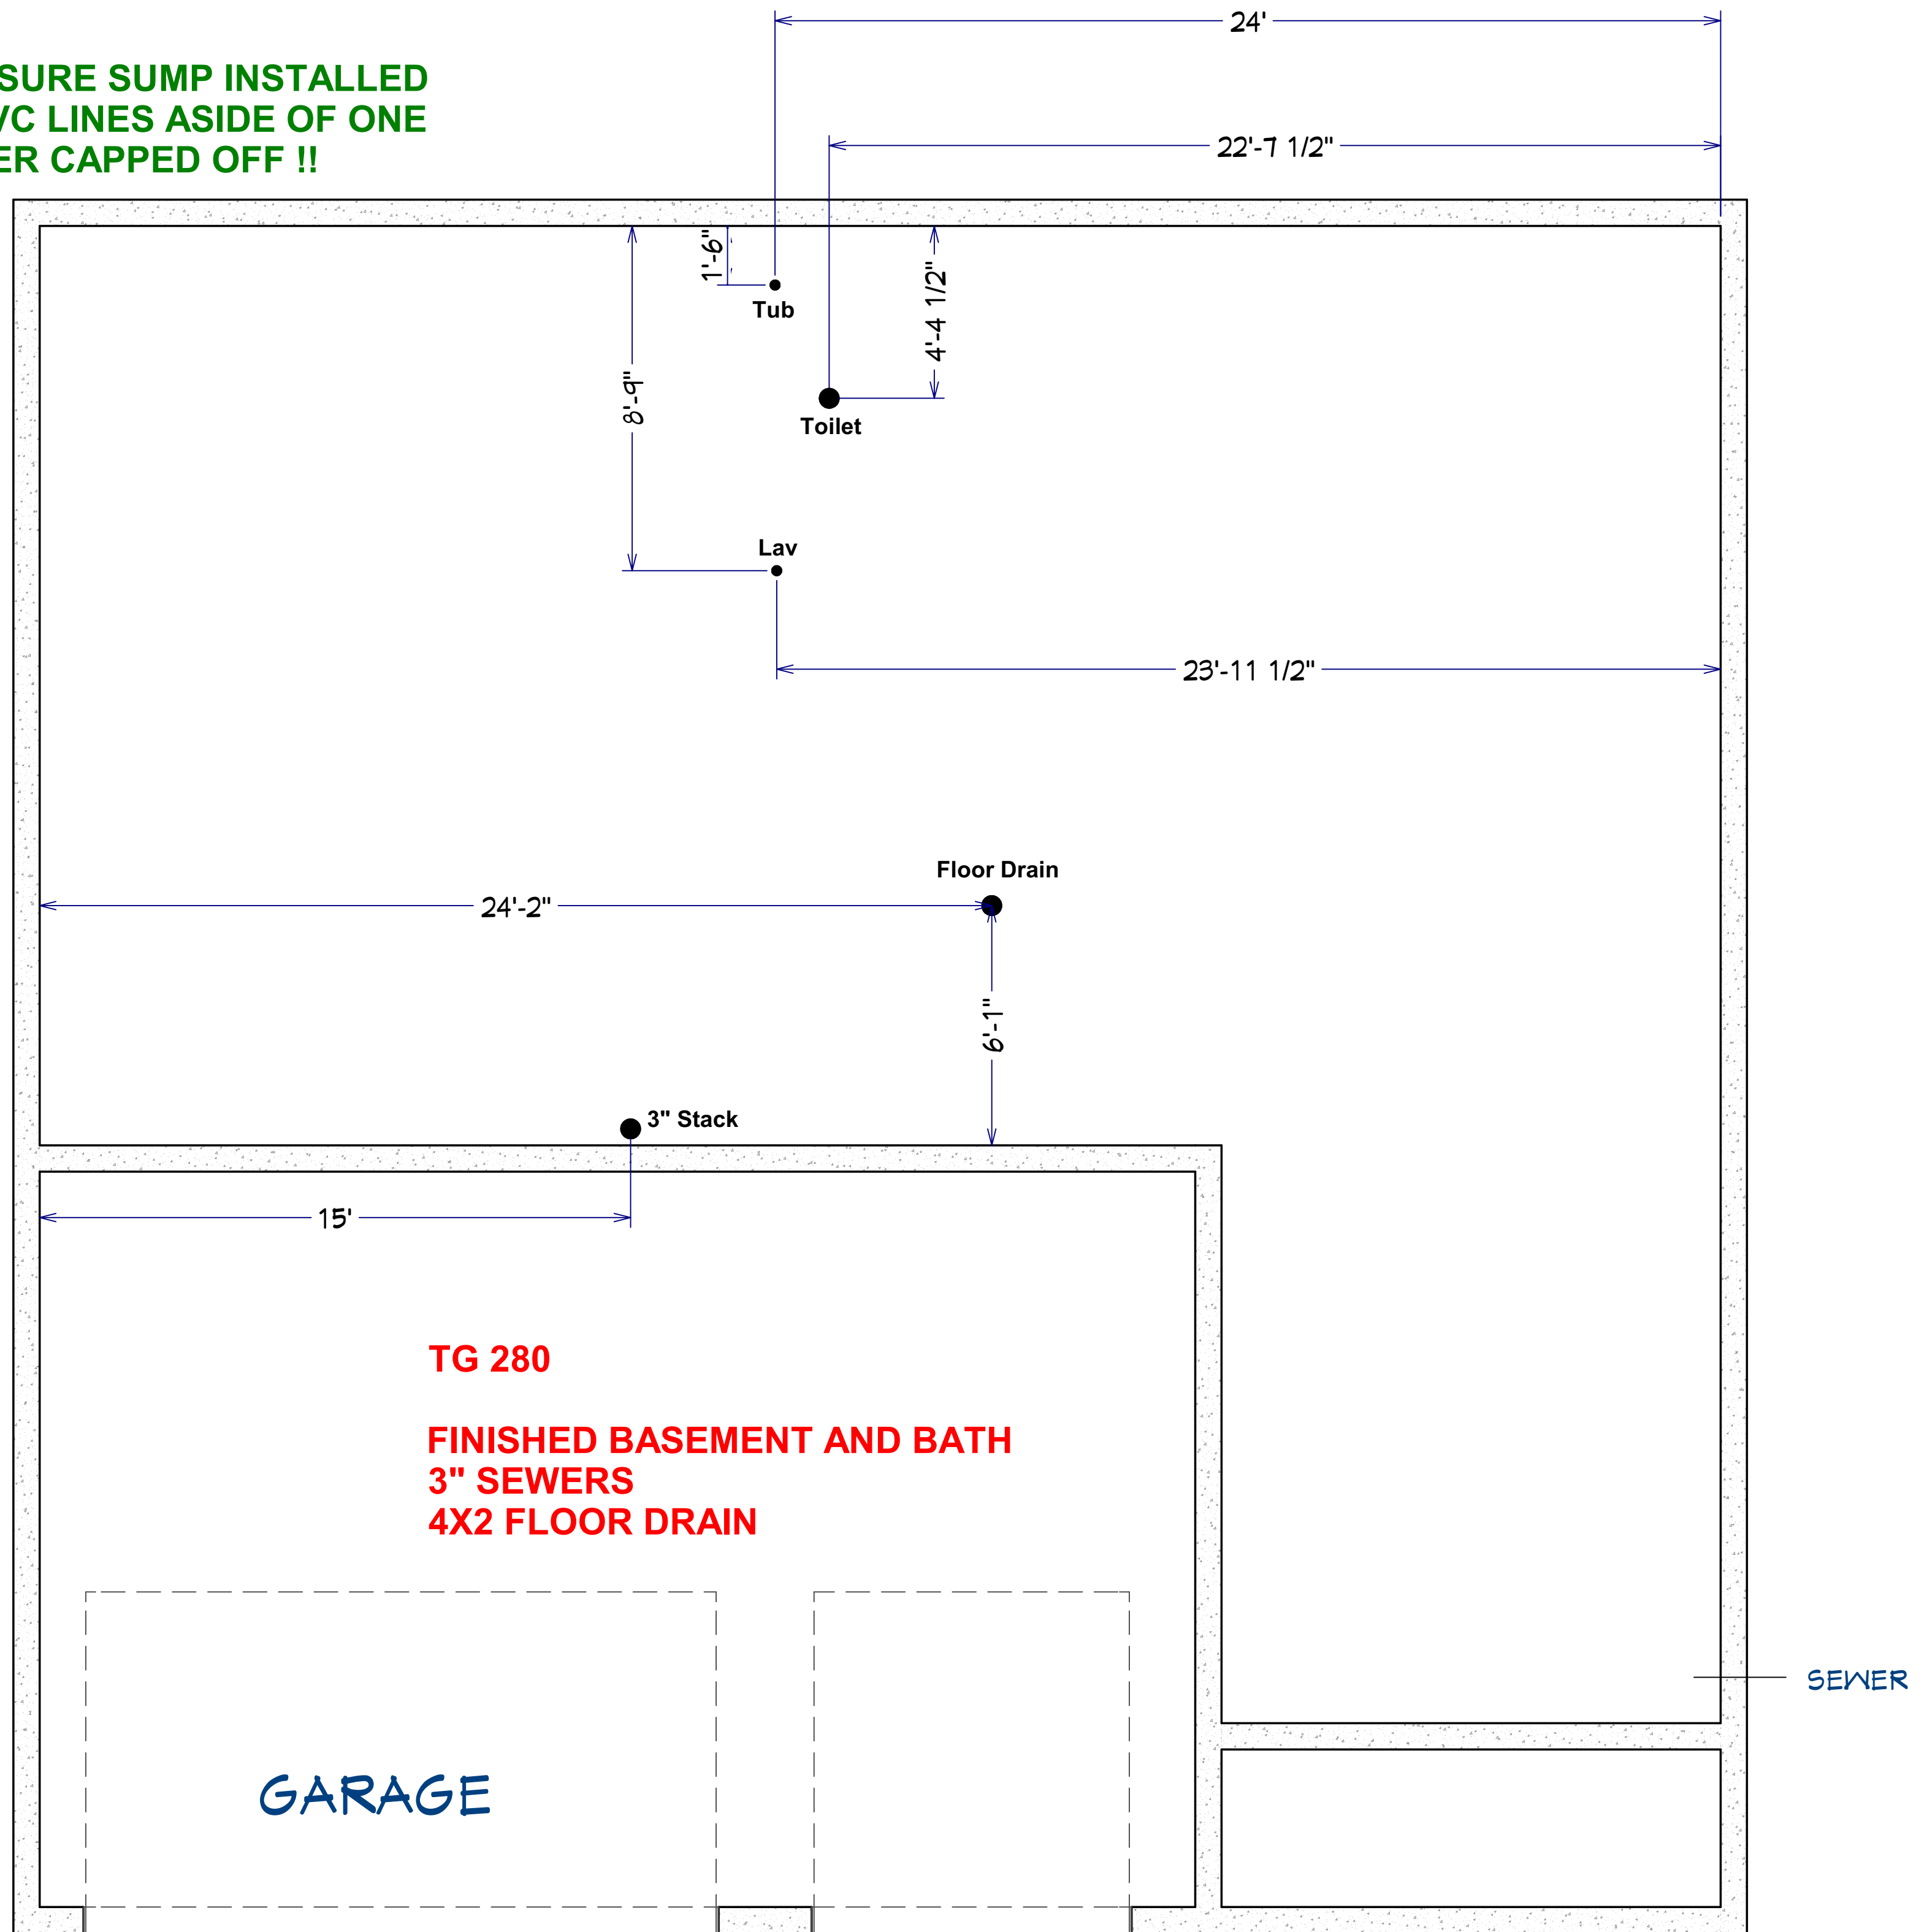 24'
SURE SUMP INSTALLED
VC LINES ASIDE OF ONE
ER CAPPED OFF !!
22'-7 1/2"
1'-6"
Tub
4'-4 1/2"
8'-9"
Toilet
Lav
23'-11 1/2"
Floor Drain
24'-2"
6'-1"
3" Stack
15'
TG 280
FINISHED BASEMENT AND BATH
3" SEWERS
4X2 FLOOR DRAIN
SEWER
GARAGE